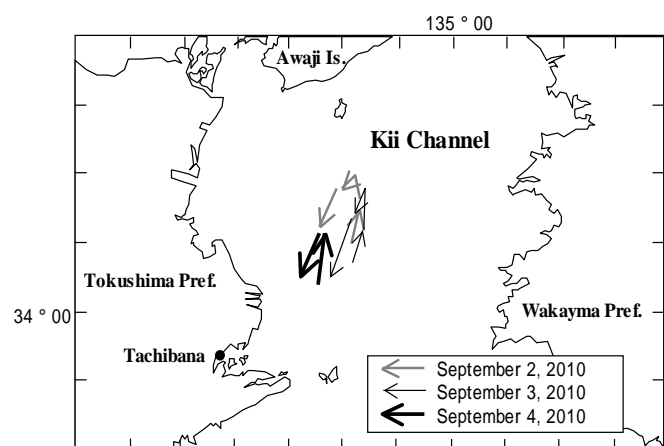 135 ° 00
Awaji Is.
Kii Channel
Tokushima Pref.
34 ° 00
Wakayma Pref.
Tachibana
September 2, 2010
September 3, 2010
September 4, 2010